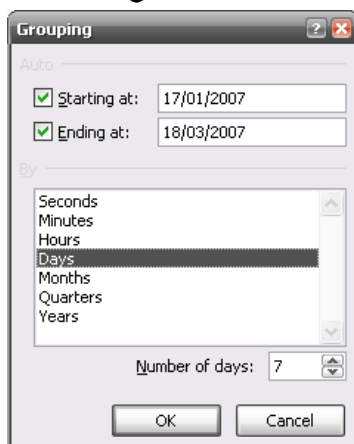 Grouping
Auto
Starting at: 17/01/2007
Ending at: 18/03/2007
By
Seconds
Minutes
Hours
Days
Months
Quarters
Years
Number of days: 7
OK Cancel